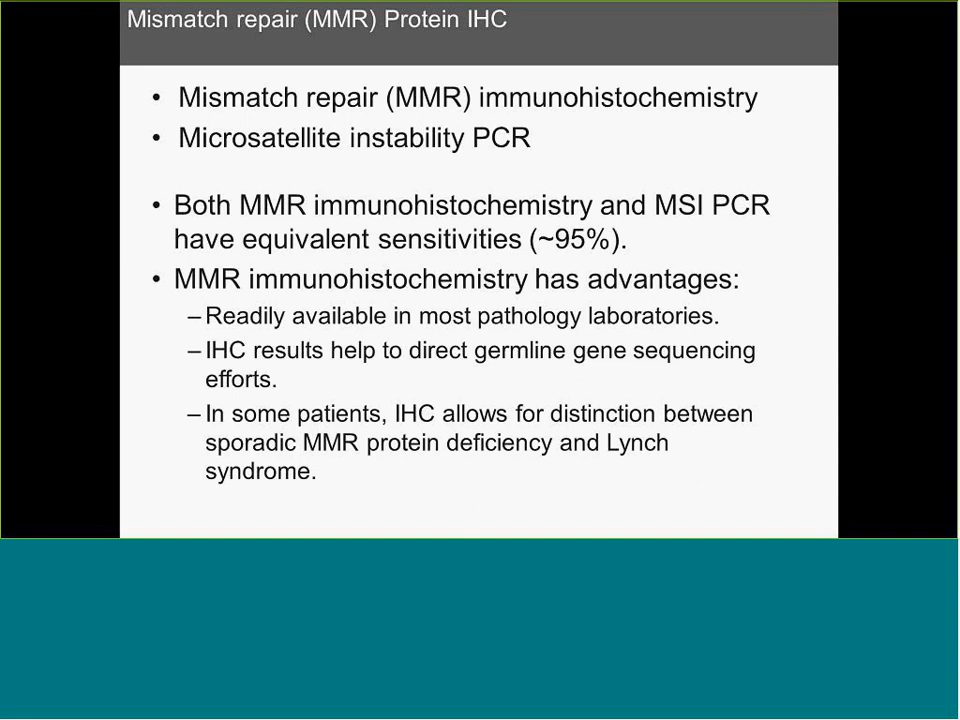 Mismatch repair (MMR) Protein IHC
• Mismatch repair (MMR) immunohistochemistry
• Microsatellite instability PCR
• Both MMR immunohistochemistry and MSI PCR
have equivalent sensitivities (~95%).
• MMR immunohistochemistry has advantages:
– Readily available in most pathology laboratories.
– IHC results help to direct germline gene sequencing
efforts.
– In some patients, IHC allows for distinction between
sporadic MMR protein deficiency and Lynch
syndrome.